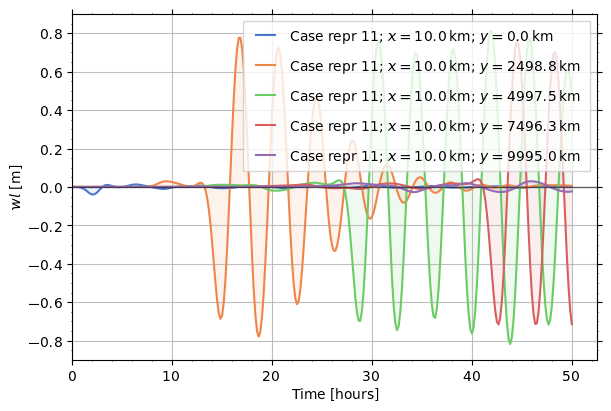 Case repr 11; x = 10.0 km; y = 0.0 km
Case repr 11; x = 10.0 km; y = 2498.8 km
Case repr 11; x = 10.0 km; y = 4997.5 km
Case repr 11; x = 10.0 km; y = 7496.3 km
Case repr 11; x = 10.0 km; y = 9995.0 km
wl [m]
0.8
0.6
0.4
0.2
0.0
−0.2
−0.4
−0.6
−0.8
0 10 20 30 40 50
Time [hours]